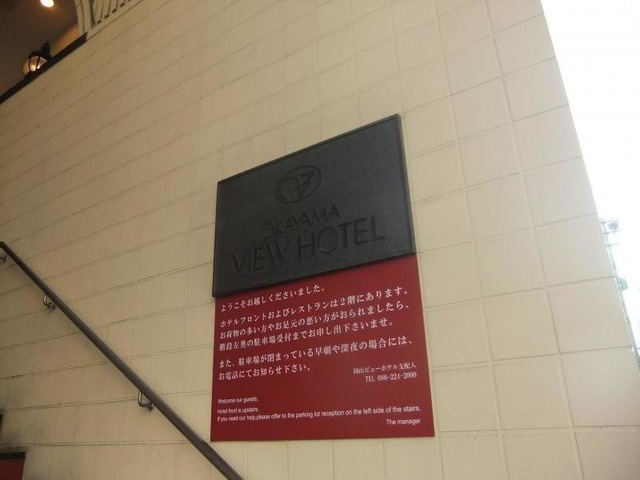 OKAYAMA
VIEW HOTEL
ようこそお越しくださいました。
ホテルフロントおよびレストランは2階にあります。
お荷物の多い方やお足元の悪い方がおられましたら、
階段左奥の駐車場受付までお申し出下さいませ。
また、駐車場が閉まっている早朝や深夜の場合には、
お電話にてお知らせ下さい。
岡山ビューホテル支配人
TEL 086-224-2000
Welcome our guests.
Hotel front is upstairs.
If you need our help,please offer to the parking lot reception on the left side of the stairs.
The manager